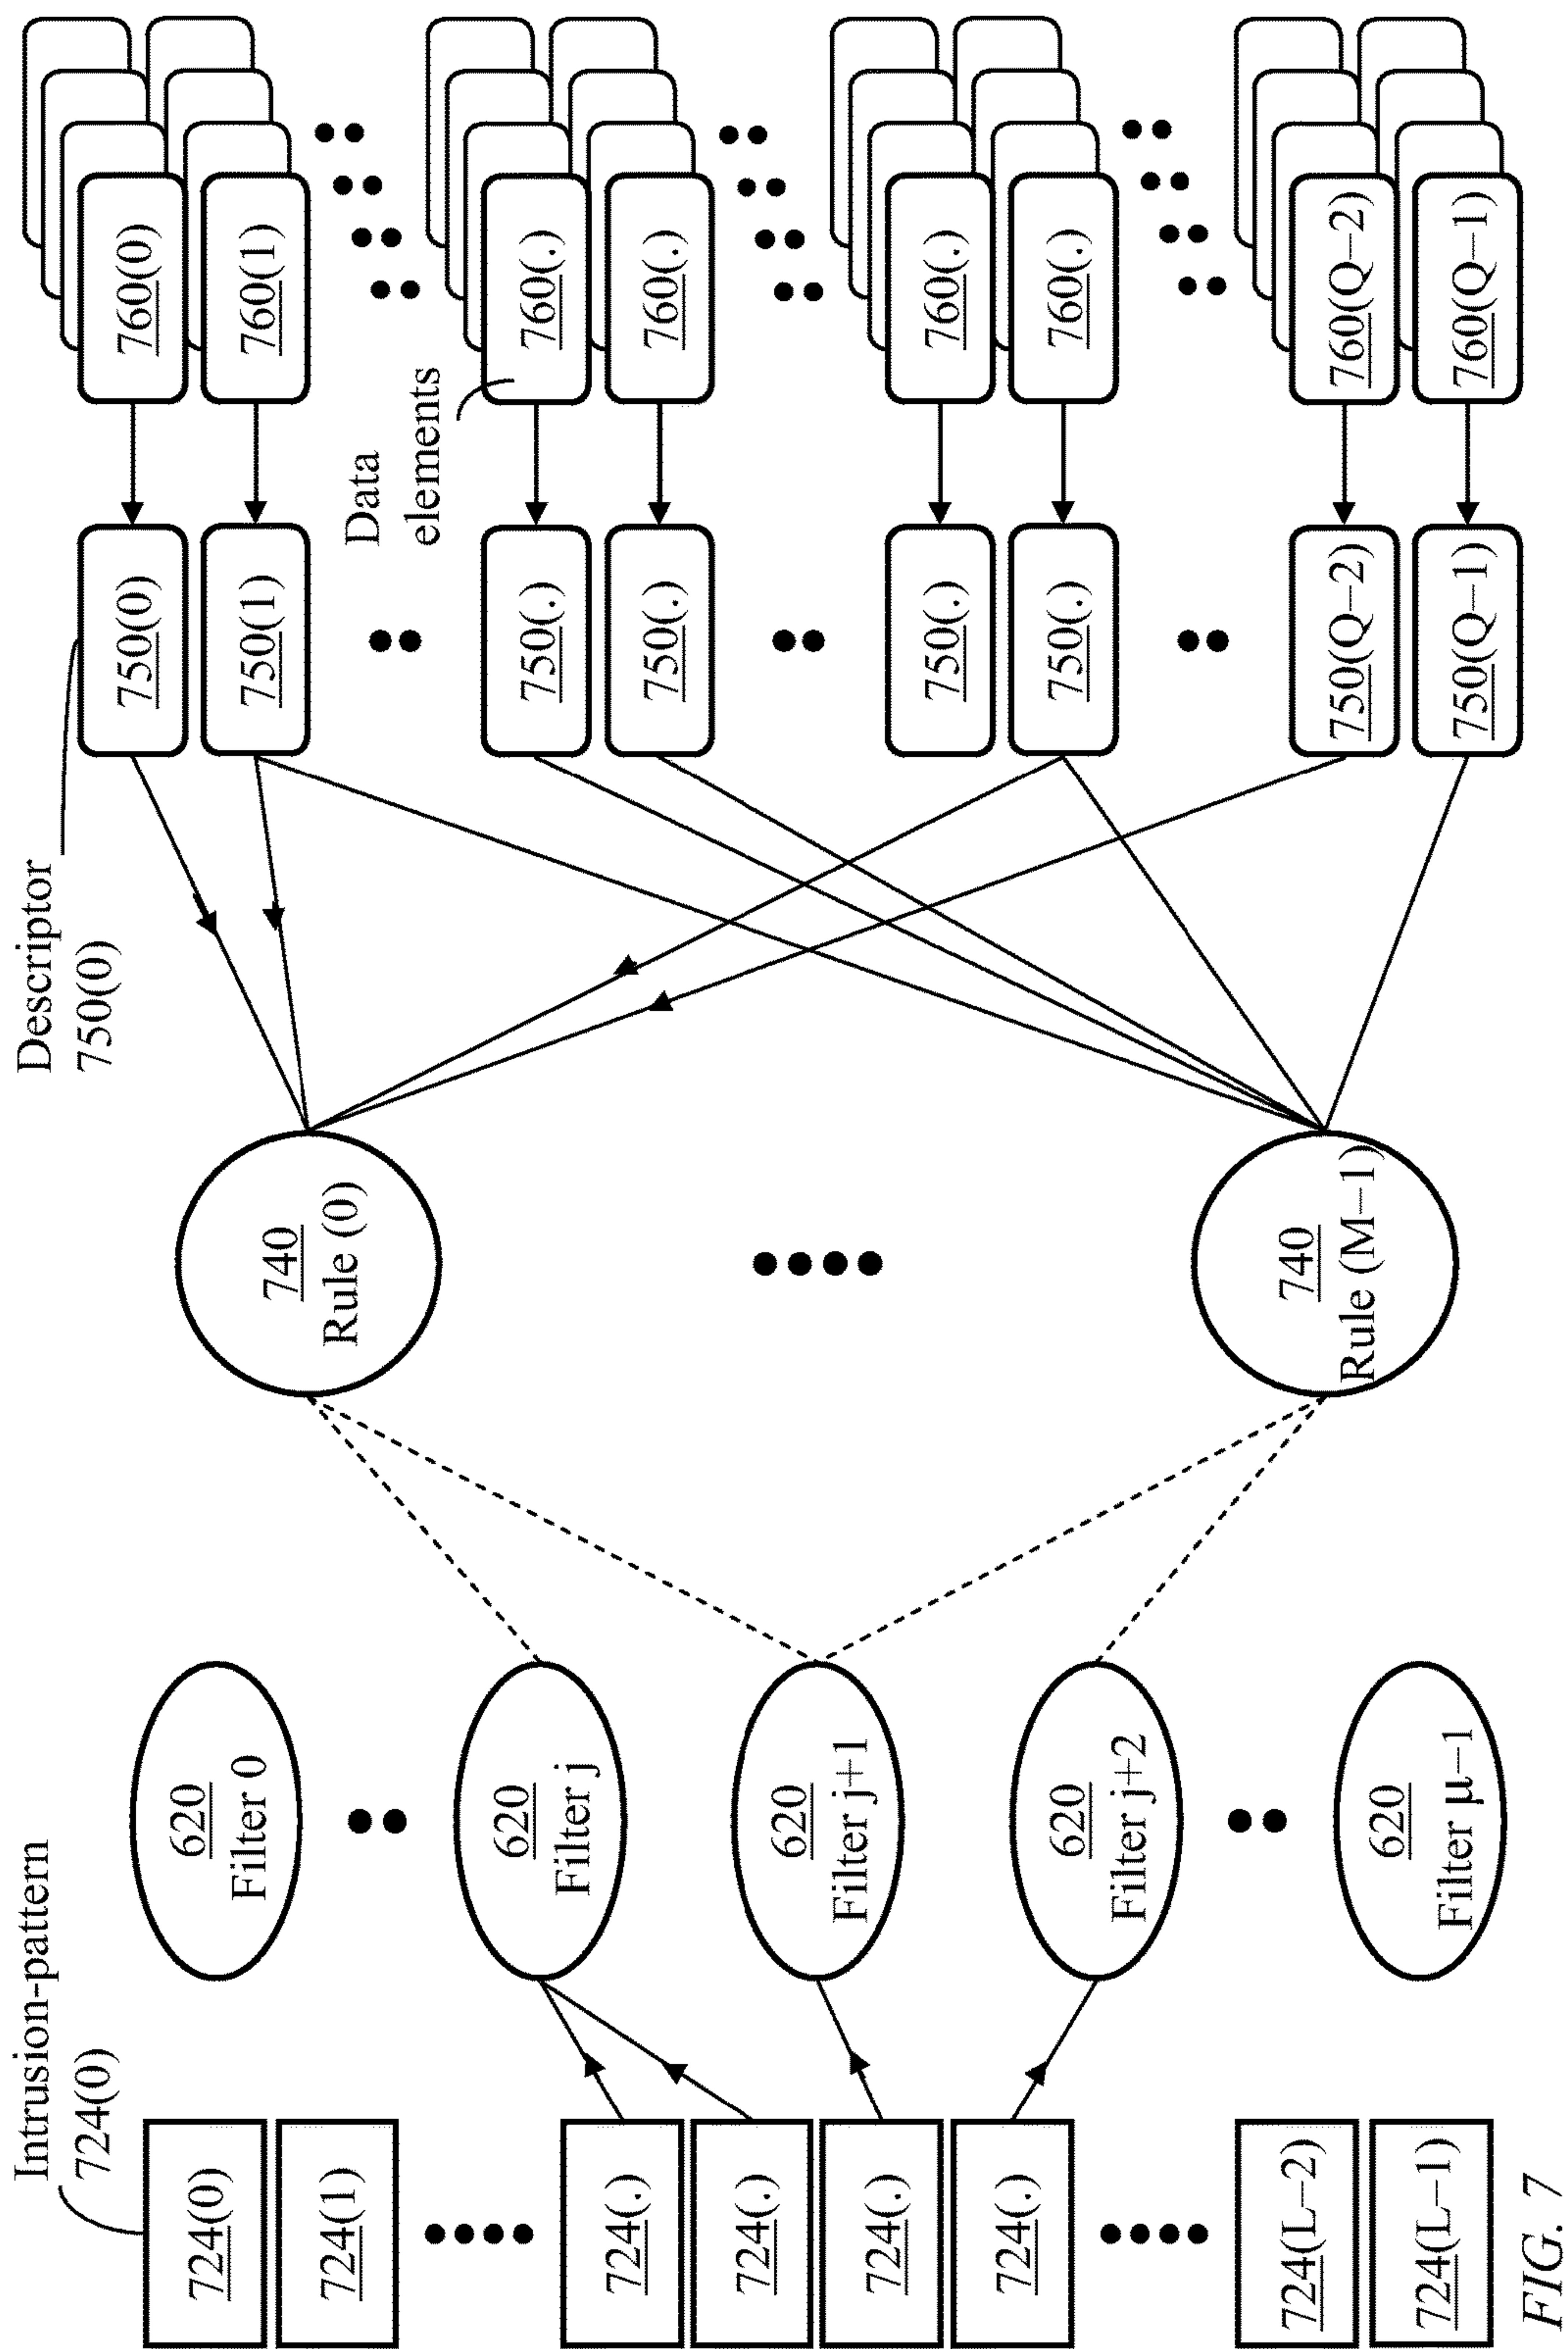 Intrusion-pattern
724(0)
724(0)
724(1)
724(.)
724(.)
724(.)
724(.)
724(L−2)
724(L−1)
620
Filter 0
620
Filter j
620
Filter j+1
620
Filter j+2
620
Filter μ−1
740
Rule (0)
740
Rule (M−1)
Descriptor
750(0)
750(0)
750(1)
750(.)
750(.)
750(.)
750(.)
750(Q−2)
750(Q−1)
Data
elements
760(0)
760(1)
760(.)
760(.)
760(.)
760(.)
760(Q−2)
760(Q−1)
FIG. 7